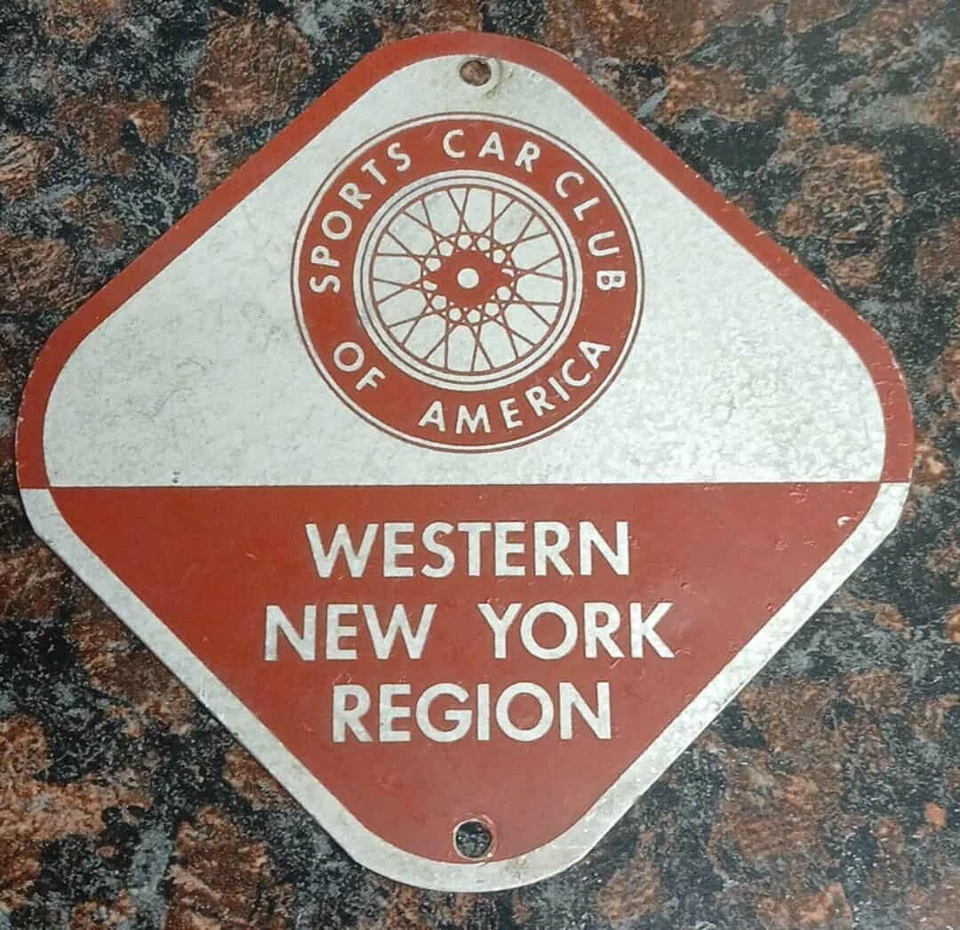 SPORTS CAR CLUB
OF AMERICA
WESTERN
NEW YORK
REGION